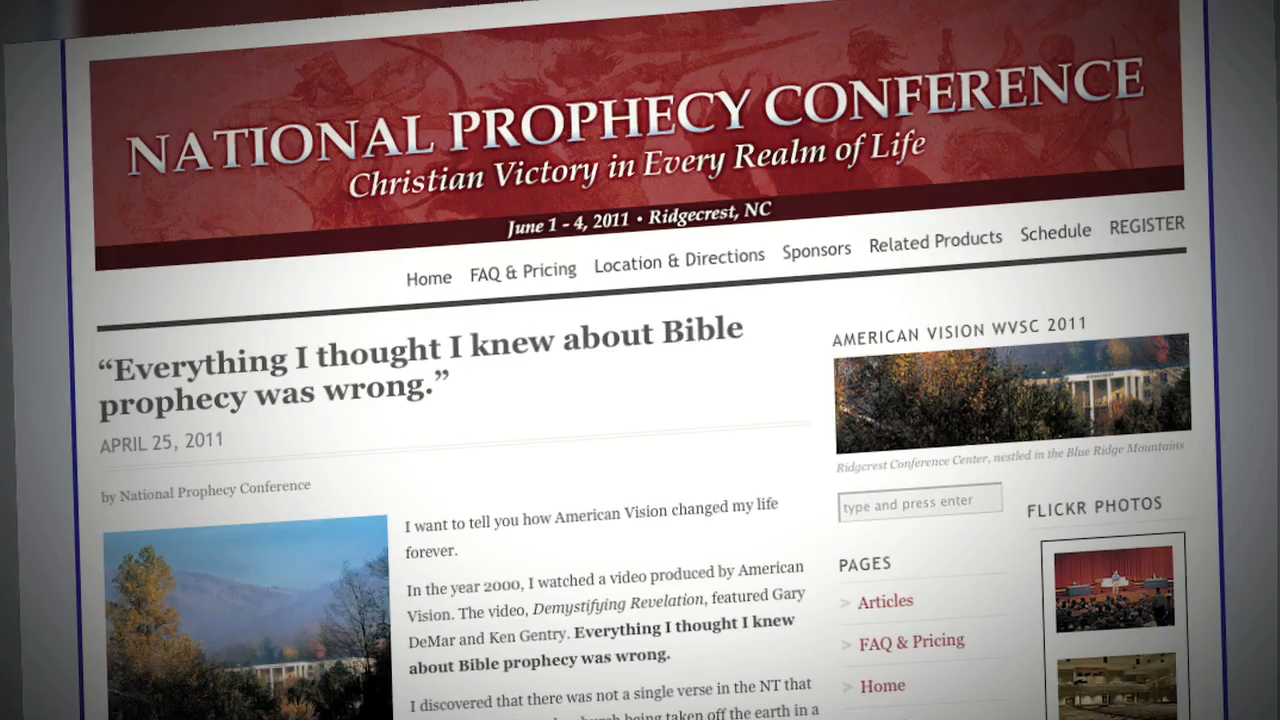 NATIONAL PROPHECY CONFERENCE
Christian Victory in Every Realm of Life
June 1 - 4, 2011 • Ridgecrest, NC
Home FAQ & Pricing Location & Directions Sponsors Related Products Schedule REGISTER
“Everything I thought I knew about Bible
prophecy was wrong.”
APRIL 25, 2011
by National Prophecy Conference
I want to tell you how American Vision changed my life
forever.
In the year 2000, I watched a video produced by American
Vision. The video, Demystifying Revelation, featured Gary
DeMar and Ken Gentry. Everything I thought I knew
about Bible prophecy was wrong.
I discovered that there was not a single verse in the NT that
being taken off the earth in a
AMERICAN VISION WVSC 2011
Ridgecrest Conference Center, nestled in the Blue Ridge Mountains
type and press enter
PAGES
> Articles
> FAQ & Pricing
> Home
FLICKR PHOTOS